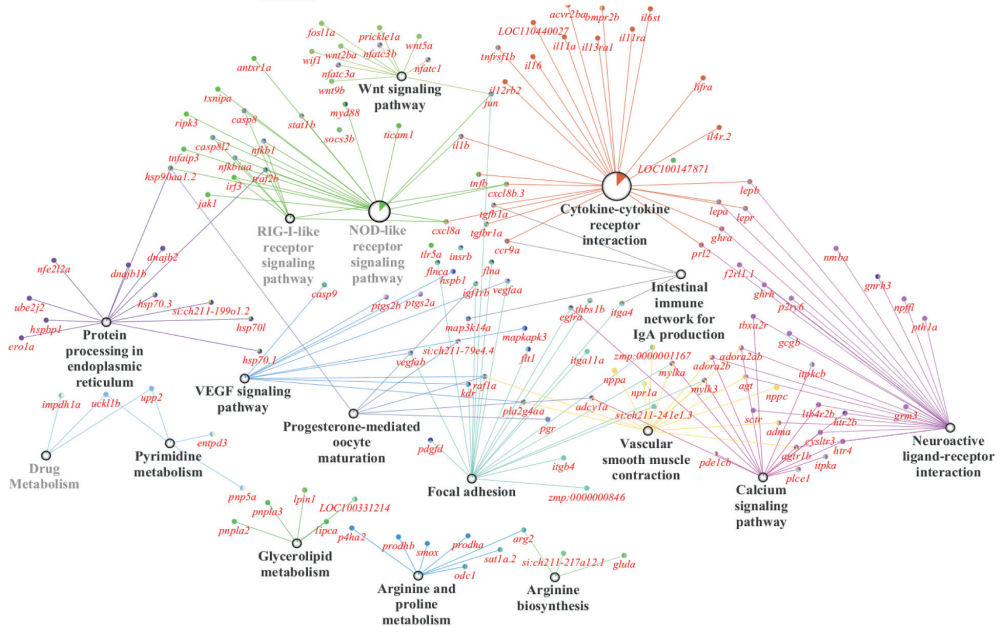 acvr2ba
bmpr2b
il6st
fosl1a
prickle1a
LOC110440027
il11ra
wnt2ba
nfatc3b
wnt5a
tnfrsf1b
il11a
il13ra1
wif1
nfatc3a
nfatc1
il16
antxr1a
wnt9b
Wnt signaling
pathway
il12rb2
lifra
txnipa
jun
casp8
myd88
ripk3
stat1b
ticam1
il4r.2
casp8l2
socs3b
il1b
tnfaip3
nfkb1
nfkbiaa
LOC100147871
hsp90aa1.2
traf2b
tnfb
irf3
cxcl8b.3
lepb
jak1
tgfb1a
Cytokine-cytokine
receptor
interaction
lepa
lepr
RIG-I-like
receptor
signaling
pathway
NOD-like
receptor
signaling
pathway
cxcl8a
tgfbr1a
ghra
ccr9a
prl2
dnajb2
tlr5a
insrb
nfe2l2a
dnajb1b
flnca
flna
f2rl1.1
nmba
hspb1
igf1rb
vegfaa
Intestinal
immune
network for
IgA production
gnrh3
casp9
ptgs2b
ptgs2a
ghrh
ube2j2
hsp70.3
si:ch211-199o1.2
thbs1b
itga4
p2ry6
npffl
hspbp1
hsp70l
map3k14a
egfra
tbxa2r
pth1a
ero1a
Protein
processing in
endoplasmic
reticulum
mapkapk3
gcgb
si:ch211-79e4.4
flt1
hsp70.1
vegfab
itga11a
zmp:0000001167
adora2ab
adora2b
mylka
itpkcb
VEGF signaling
pathway
raf1a
nppa
mylk3
agt
upp2
kdr
npr1a
nppc
impdh1a
uckl1b
pla2g4aa
adcy1a
si:ch211-241e1.3
ltb4r2b
grm3
Progesterone-mediated
oocyte
maturation
pgr
sctr
htr2b
entpd3
adma
Neuroactive
ligand-receptor
interaction
pdgfd
Vascular
smooth muscle
contraction
cysltr3
agtr1b
htr4
Drug
Metabolism
Pyrimidine
metabolism
itgb4
pde1cb
itpka
plce1
pnp5a
Focal adhesion
Calcium
signaling
pathway
lpin1
zmp:0000000846
pnpla3
LOC100331214
pnpla2
lipca
p4ha2
Glycerolipid
metabolism
prodhb
prodha
arg2
smox
sat1a.2
si:ch211-217a12.1
glula
odc1
Arginine and
proline
metabolism
Arginine
biosynthesis